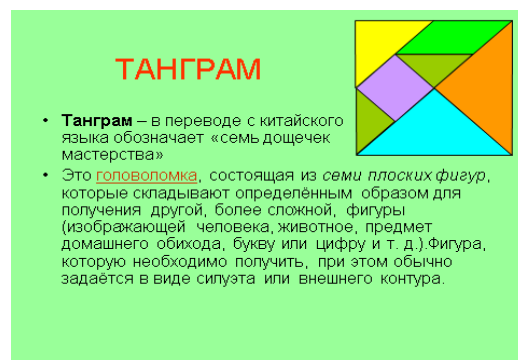 ТАНГРАМ
• Танграм – в переводе с китайского
языка обозначает «семь дощечек
мастерства»
• Это головоломка, состоящая из семи плоских фигур,
которые складывают определённым образом для
получения другой, более сложной, фигуры
(изображающей человека, животное, предмет
домашнего обихода, букву или цифру и т. д.).Фигура,
которую необходимо получить, при этом обычно
задаётся в виде силуэта или внешнего контура.